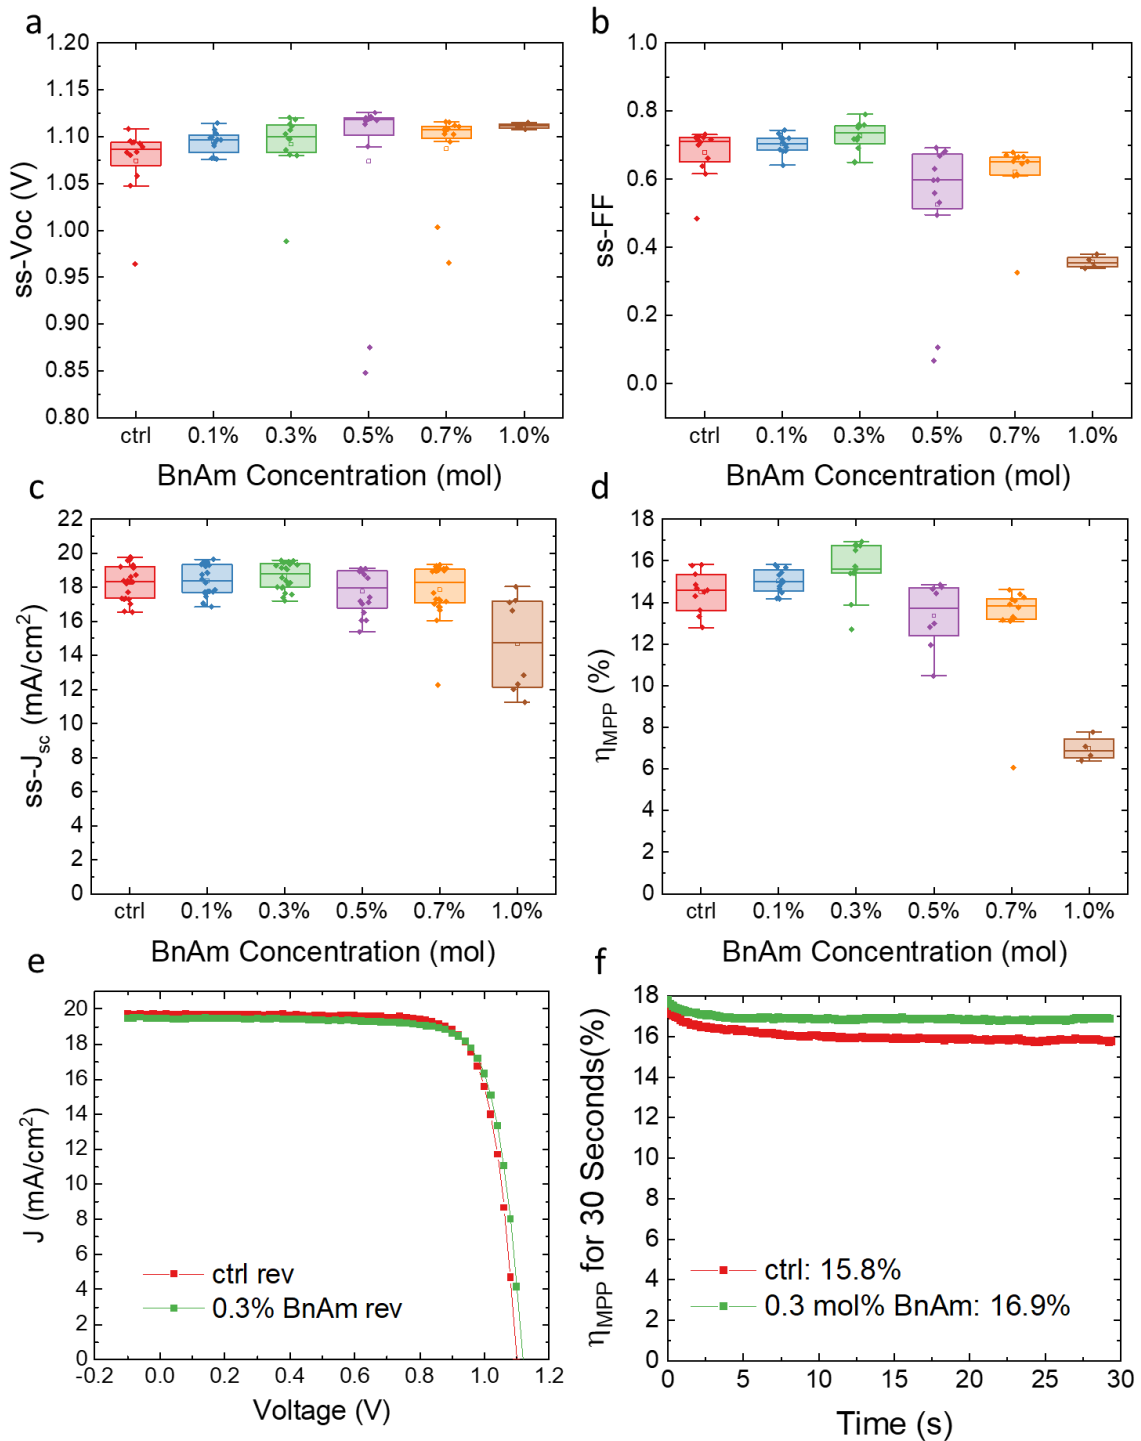 a
1.20
1.15
1.10
1.05
1.00
0.95
0.90
0.85
0.80
ss-Voc (V)
ctrl 0.1% 0.3% 0.5% 0.7% 1.0%
BnAm Concentration (mol)
b
1.0
0.8
0.6
0.4
0.2
0.0
ss-FF
ctrl 0.1% 0.3% 0.5% 0.7% 1.0%
BnAm Concentration (mol)
c
22
20
18
16
14
12
10
8
6
4
2
0
ss-Jsc (mA/cm2)
ctrl 0.1% 0.3% 0.5% 0.7% 1.0%
BnAm Concentration (mol)
d
18
16
14
12
10
8
6
4
2
0
ηMPP (%)
ctrl 0.1% 0.3% 0.5% 0.7% 1.0%
BnAm Concentration (mol)
e
20
18
16
14
12
10
8
6
4
2
0
J (mA/cm2)
ctrl rev
0.3% BnAm rev
-0.2 0.0 0.2 0.4 0.6 0.8 1.0 1.2
Voltage (V)
f
18
16
14
12
10
8
6
4
2
0
ηMPP for 30 Seconds(%)
ctrl: 15.8%
0.3 mol% BnAm: 16.9%
0 5 10 15 20 25 30
Time (s)